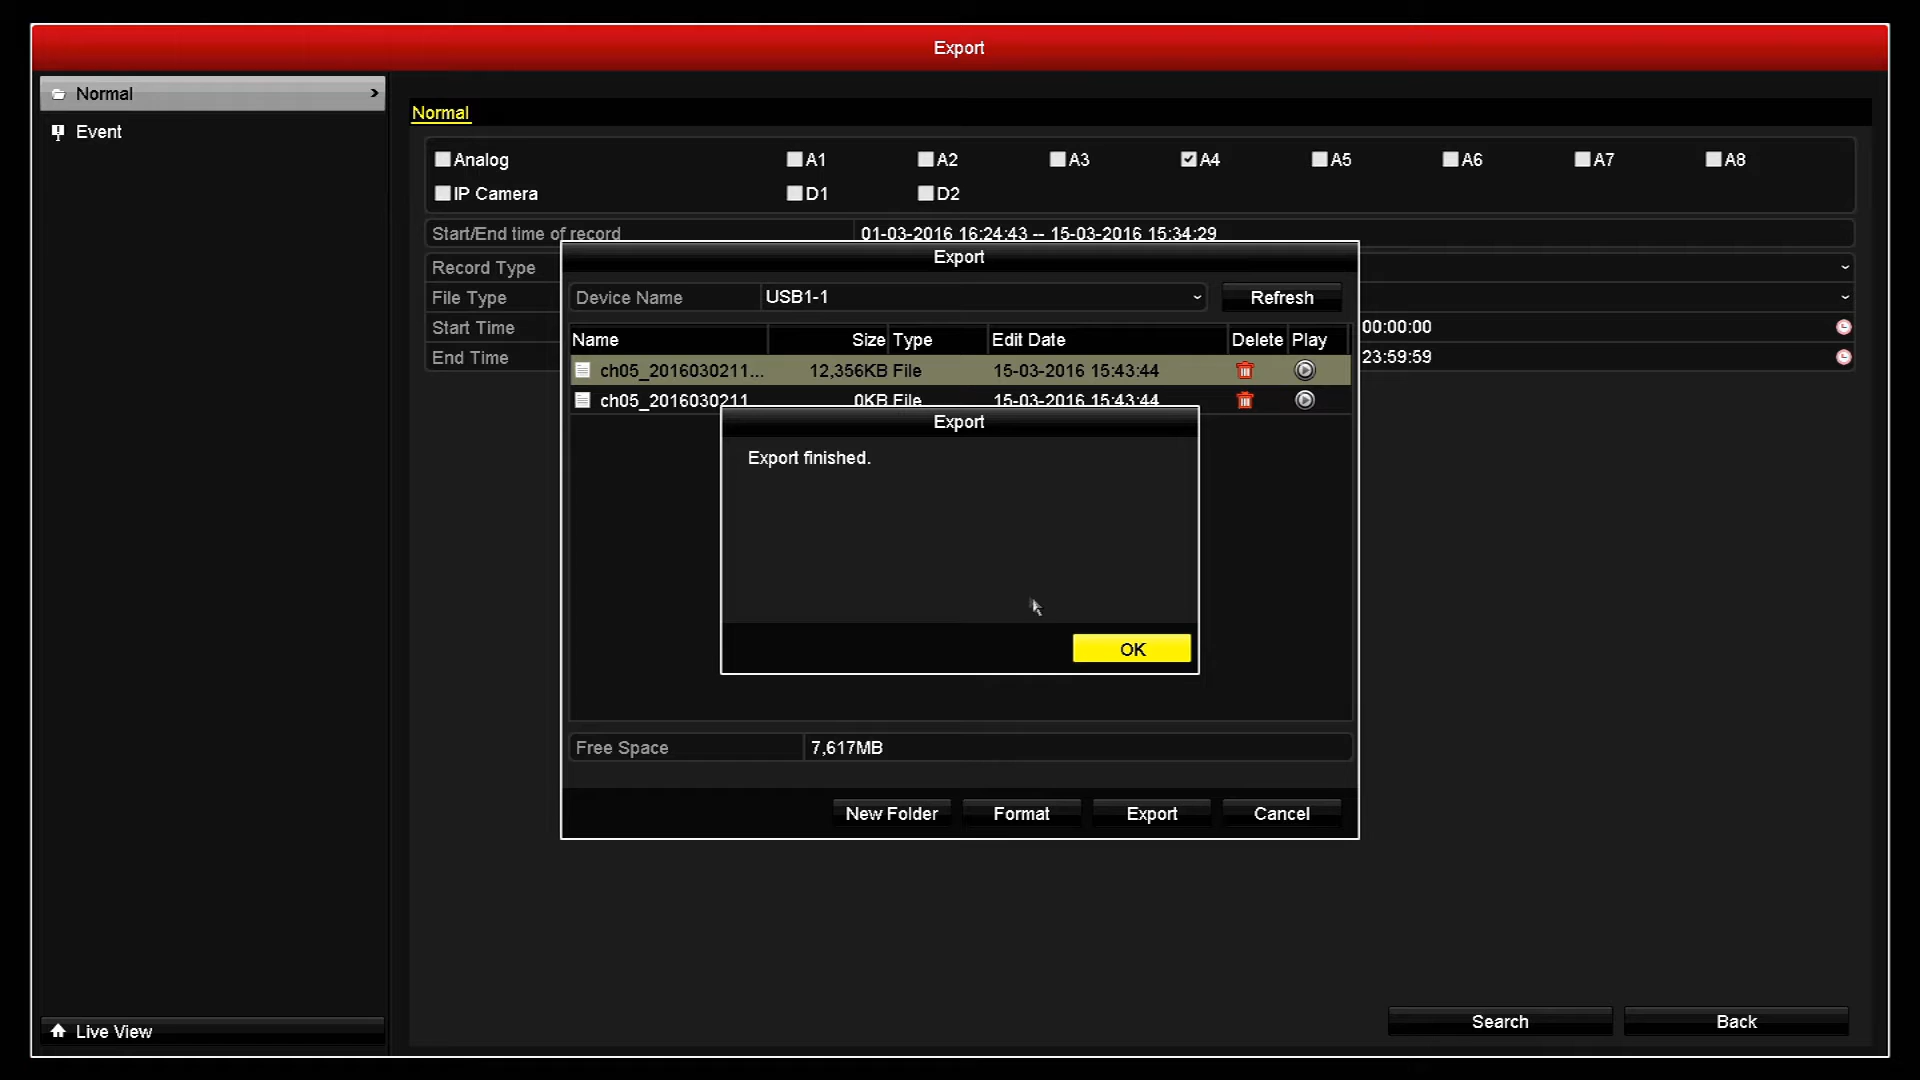 Export
Normal
Event
Normal
Analog A1 A2 A3 A4 A5 A6 A7 A8
IP Camera D1 D2
Start/End time of record 01-03-2016 16:24:43 -- 15-03-2016 15:34:29
Export
Record Type
File Type
Start Time 00:00:00
End Time 23:59:59
Device Name USB1-1 Refresh
Name Size Type Edit Date Delete Play
ch05_2016030211... 12,356KB File 15-03-2016 15:43:44
ch05_2016030211 0KB File 15-03-2016 15:43:44
Export
Export finished.
OK
Free Space 7,617MB
New Folder Format Export Cancel
Search Back
Live View